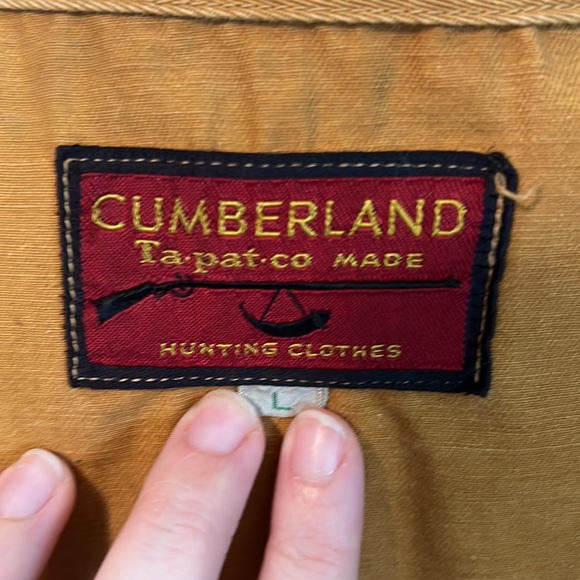 CUMBERLAND
Ta·pat·co MADE
HUNTING CLOTHES
L